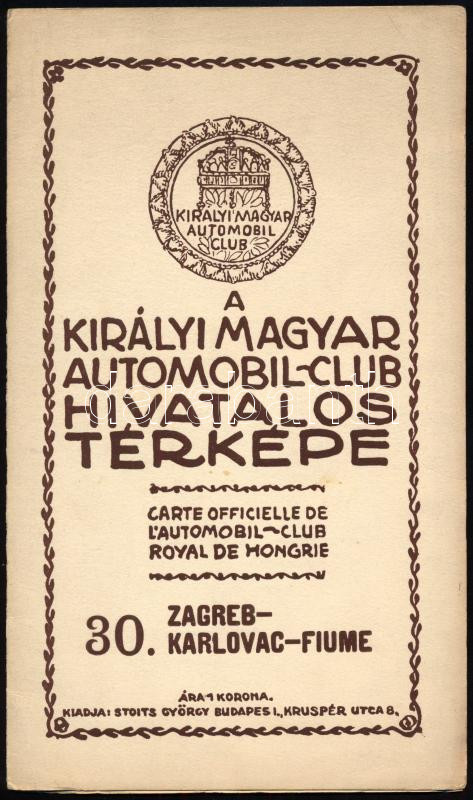 KIRÁLYI MAGYAR
AUTOMOBIL
CLUB
A
KIRÁLYI MAGYAR
AUTOMOBIL-CLUB
HIVATALOS
TÉRKÉPE
CARTE OFFICIELLE DE
L'AUTOMOBIL-CLUB
ROYAL DE HONGRIE
30. ZAGREB-
KARLOVAC-FIUME
ÁRA 1 KORONA.
KIADJA: STOITS GYÖRGY BUDAPEST I., KRUSPÉR UTCA 8.
darabanth